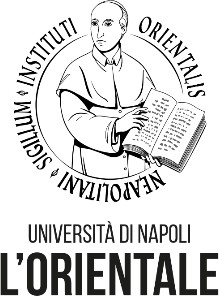 SIGILLUM • INSTITUTI ORIENTALIS NEAPOLITANI •
UNIVERSITÀ DI NAPOLI
L'ORIENTALE